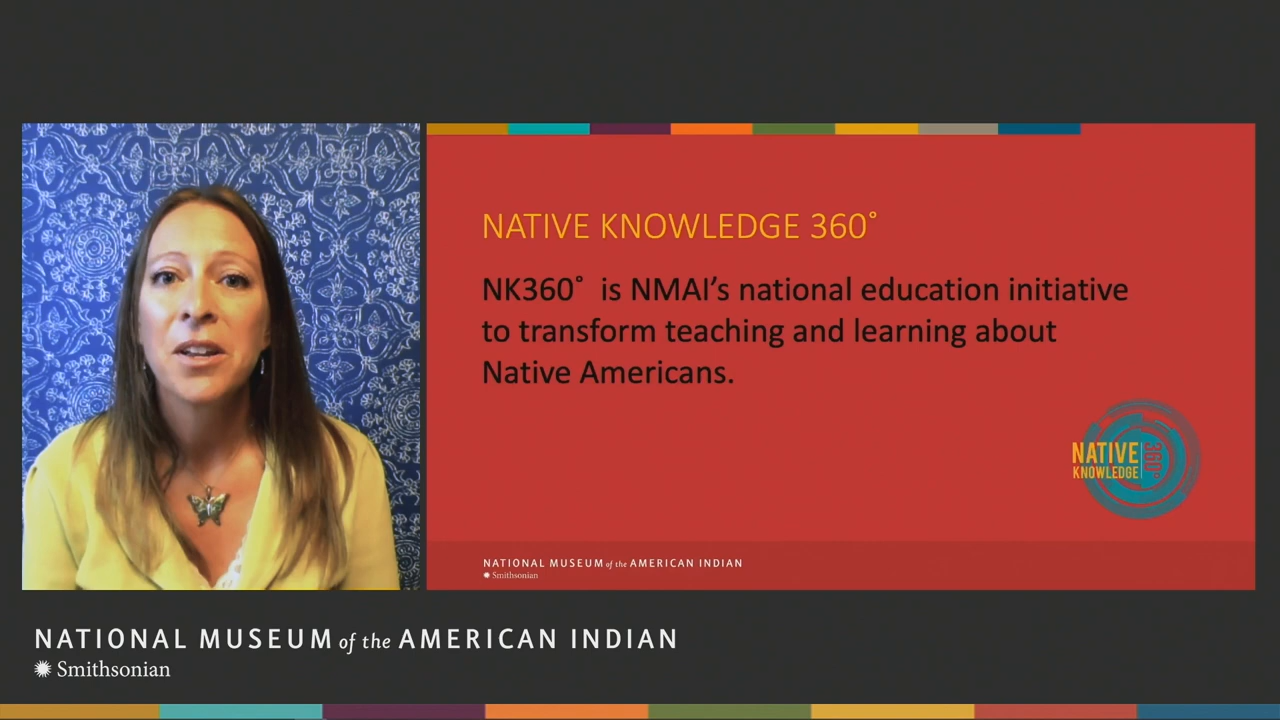 NATIVE KNOWLEDGE 360°
NK360° is NMAI’s national education initiative
to transform teaching and learning about
Native Americans.
NATIVE
KNOWLEDGE
360°
NATIONAL MUSEUM of the AMERICAN INDIAN
Smithsonian
NATIONAL MUSEUM of the AMERICAN INDIAN
Smithsonian